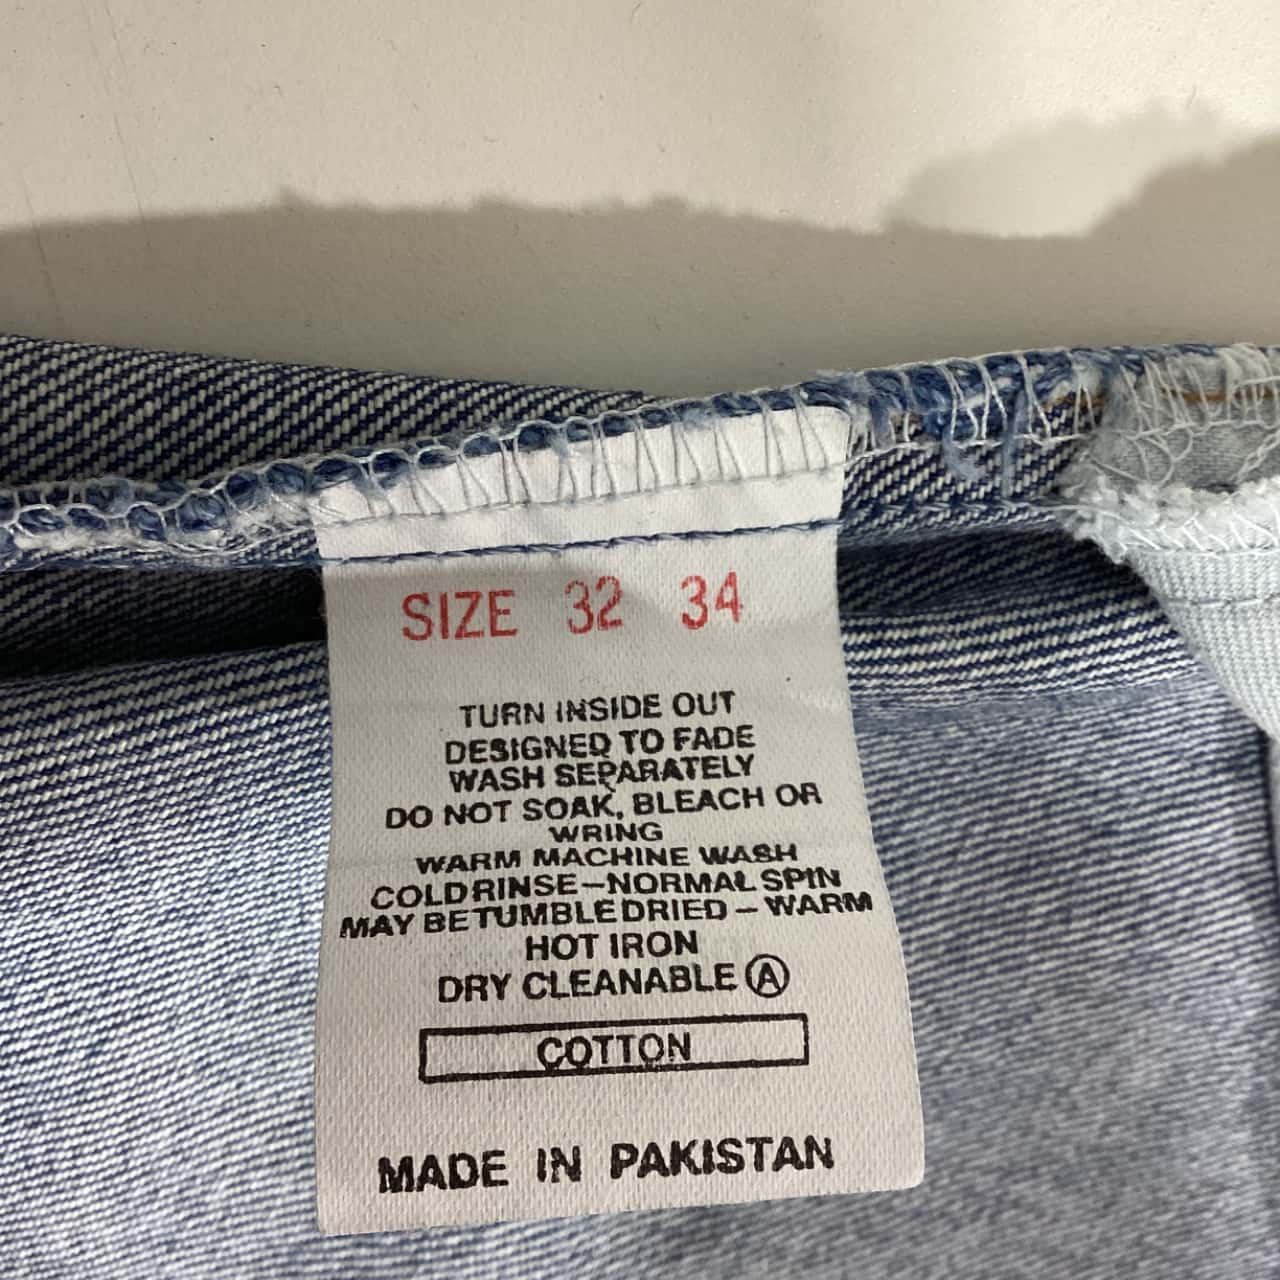 SIZE 32 34
TURN INSIDE OUT
DESIGNED TO FADE
WASH SEPARATELY
DO NOT SOAK, BLEACH OR
WRING
WARM MACHINE WASH
COLD RINSE–NORMAL SPIN
MAY BE TUMBLE DRIED – WARM
HOT IRON
DRY CLEANABLE Ⓐ
COTTON
MADE IN PAKISTAN